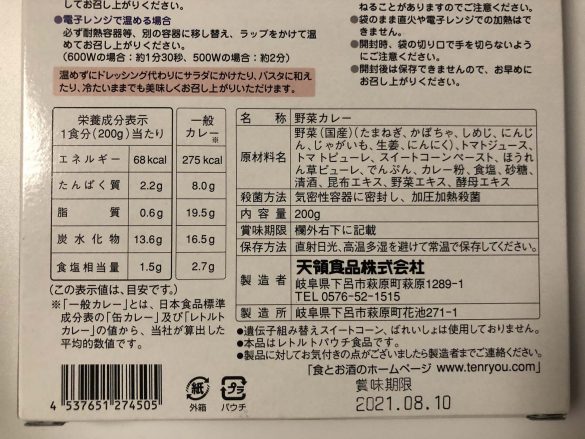 召し上がりください。
●電子レンジで温める場合
必ず耐熱容器等、別の容器に移し替え、ラップをかけて温
めてお召し上がりください。
(600Wの場合:約1分30秒、500Wの場合:約2分)
温めずにドレッシング代わりにサラダにかけたり、パスタに和え
たり、冷たいままでも美味しくお召し上がりいただけます。
ねることがありますのでご注意ください。
●袋のまま直火や電子レンジでの加熱はできません。
●開封時、袋の切り口で手を切らないよう
にご注意ください。
●開封後は保存できませんので、お早めに
お召し上がりください。
栄養成分表示
1食分(200g)当たり
一般
カレー※
エネルギー 68kcal 275kcal
たんぱく質 2.2g 8.0g
脂質 0.6g 19.5g
炭水化物 13.6g 16.5g
食塩相当量 1.5g 2.7g
(この表示値は、目安です。)
※「一般カレー」とは、日本食品標準
成分表の「缶カレー」及び「レトルト
カレー」の値から、当社が算出した平
均的数値です。
名称 野菜カレー
原材料名 野菜(国産)(たまねぎ、かぼちゃ、しめじ、にんじ
ん、じゃがいも、生姜、にんにく)、トマトジュース、
トマトピューレ、スイートコーンペースト、ほうれ
ん草ピューレ、でんぷん、カレー粉、食塩、砂糖、
清酒、昆布エキス、野菜エキス、酵母エキス
殺菌方法 気密性容器に密封し、加圧加熱殺菌
内容量 200g
賞味期限 欄外右下に記載
保存方法 直射日光、高温多湿を避けて常温で保存してください。
製造者 天領食品株式会社
岐阜県下呂市萩原町萩原1289-1
TEL 0576-52-1515
製造所 岐阜県下呂市萩原町花池271-1
●遺伝子組み替えスイートコーン、ばれいしょは使用しておりません。
●本品はレトルトパウチ食品です。
●製品に対してお気付きの点がございましたら製造者までご連絡ください。
「食とお酒のホームページ www.tenryou.com」
賞味期限
2021.08.10
4 537651 274505
紙
外箱
プラ
パウチ